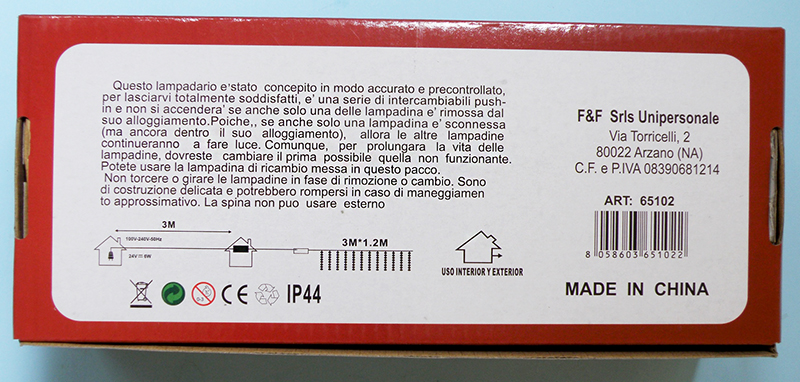 Questo lampadario e'stato concepito in modo accurato e precontrollato,
per lasciarvi totalmente soddisfatti, e' una serie di intercambiabili push-
in e non si accendera' se anche solo una delle lampadina e' rimossa dal
suo alloggiamento.Poiche,, se anche solo una lampadina e' sconnessa
(ma ancora dentro il suo alloggiamento), allora le altre lampadine
continueranno a fare luce. Comunque, per prolungare la vita delle
lampadine, dovreste cambiare il prima possibile quella non funzionante.
Potete usare la lampadina di ricambio messa in questo pacco.
Non torcere o girare le lampadine in fase di rimozione o cambio. Sono
di costruzione delicata e potrebbero rompersi in caso di maneggiamen
to approssimativo. La spina non puo usare esterno
F&F Srls Unipersonale
Via Torricelli, 2
80022 Arzano (NA)
C.F. e P.IVA 08390681214
ART: 65102
8 058603 651022
MADE IN CHINA
3M
100V-240V-50Hz
24V 6W
3M*1.2M
USO INTERIOR Y EXTERIOR
0-3
CE
IP44